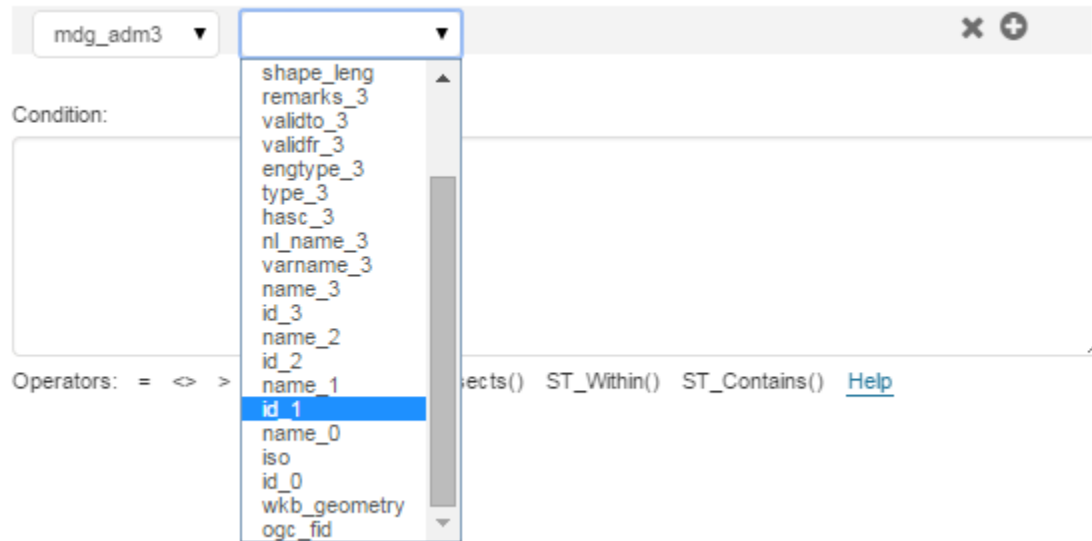 mdg_adm3
Condition:
shape_leng
remarks_3
validto_3
validfr_3
engtype_3
type_3
hasc_3
nl_name_3
varname_3
name_3
id_3
name_2
id_2
name_1
id_1
name_0
iso
id_0
wkb_geometry
ogc_fid
Operators: = <> > sects() ST_Within() ST_Contains() Help